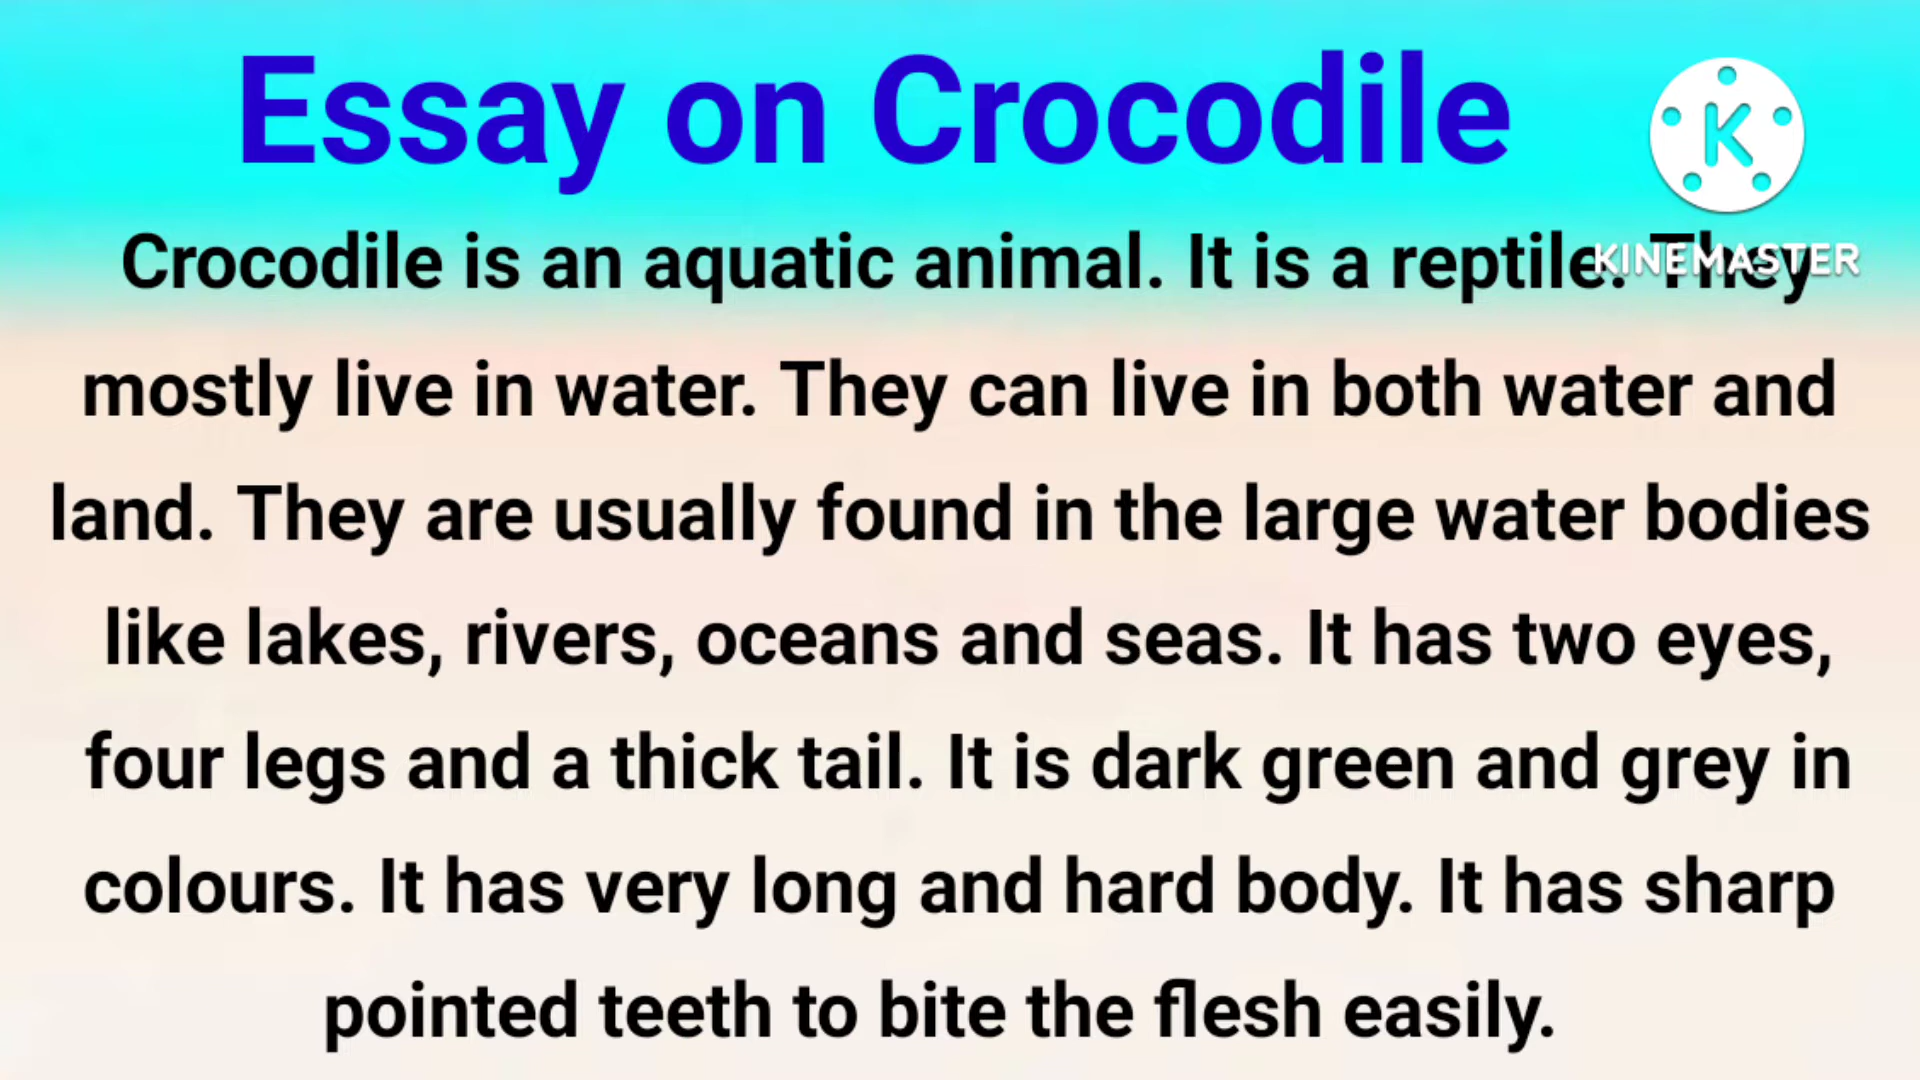 Essay on Crocodile
K
KINEMASTER
Crocodile is an aquatic animal. It is a reptile. They
mostly live in water. They can live in both water and
land. They are usually found in the large water bodies
like lakes, rivers, oceans and seas. It has two eyes,
four legs and a thick tail. It is dark green and grey in
colours. It has very long and hard body. It has sharp
pointed teeth to bite the flesh easily.